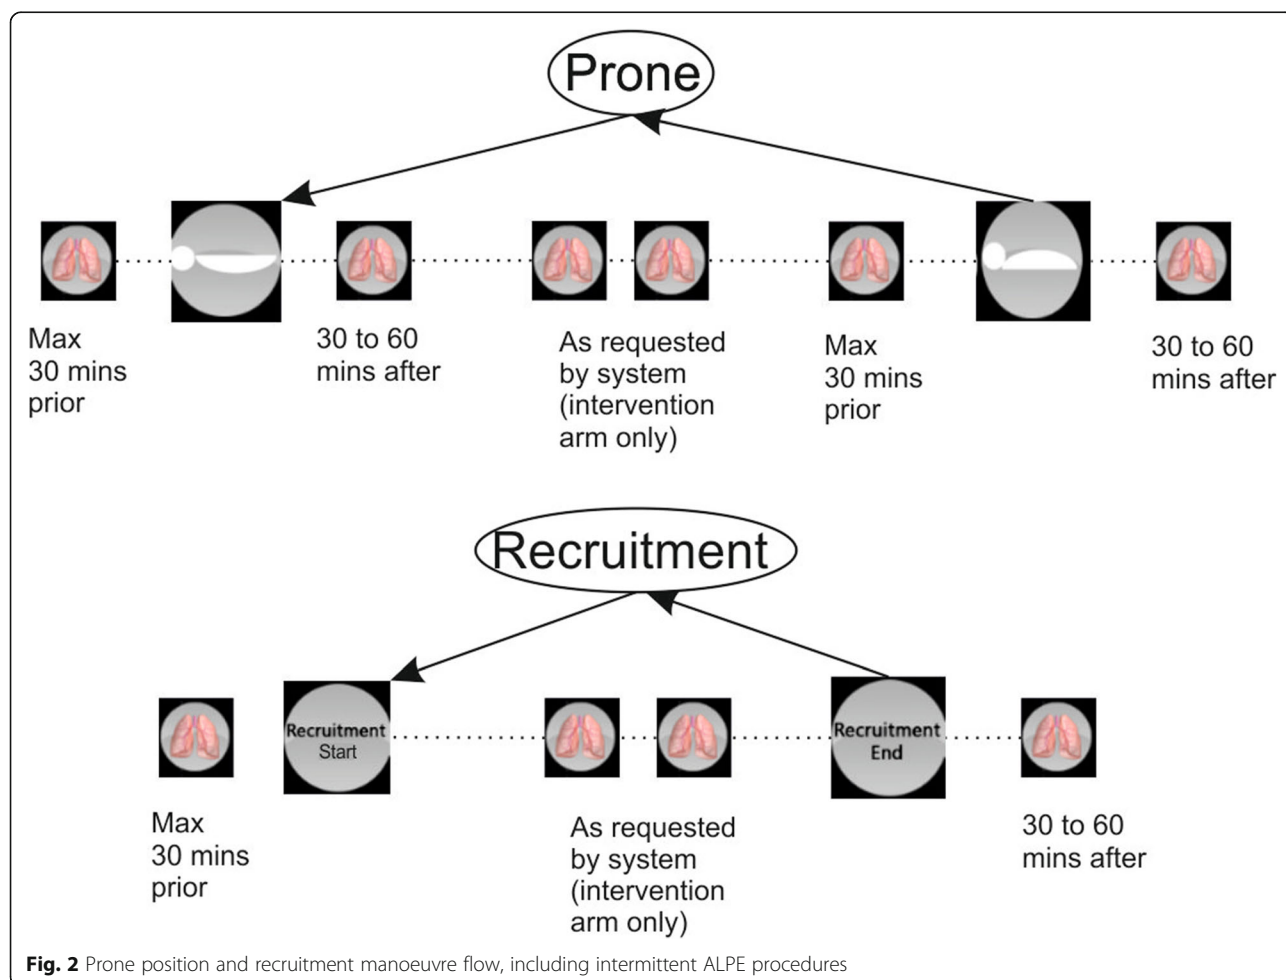 Prone
Max
30 mins
prior
30 to 60
mins after
As requested
by system
(intervention
arm only)
Max
30 mins
prior
30 to 60
mins after
Recruitment
Recruitment
Start
Recruitment
End
Max
30 mins
prior
As requested
by system
(intervention
arm only)
30 to 60
mins after
Fig. 2 Prone position and recruitment manoeuvre flow, including intermittent ALPE procedures